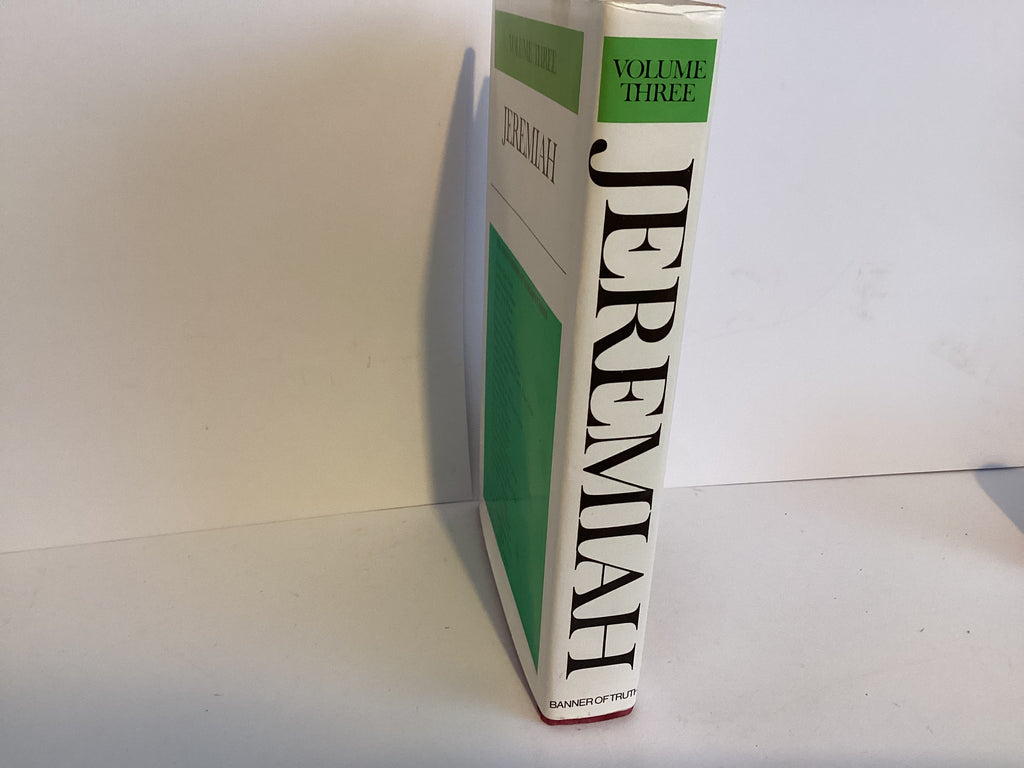 VOLUME THREE
JEREMIAH
VOLUME
THREE
JEREMIAH
BANNER OF TRUTH